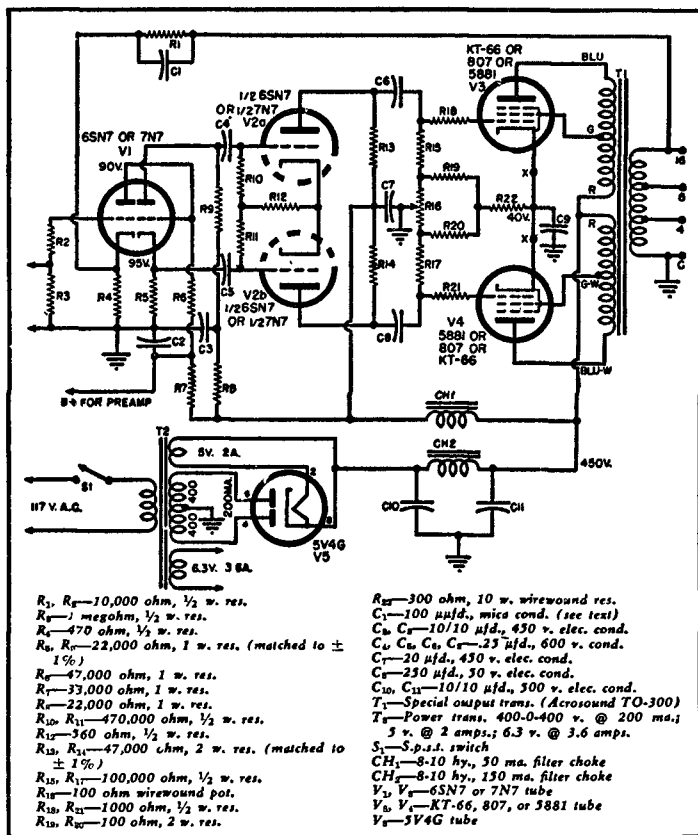 R1
C1
KT-66 OR
807 OR
5881
V3
BLU
T1
1/2 6SN7
OR 1/2 7N7
V2a
C6
6SN7 OR 7N7
V1
90V.
C4
R18
G
16
R10
R13
R15
R19
X
8
R9
R12
C7
R16
R22
40V.
R
4
R2
95V.
R11
R20
C9
X
R
G
R3
R4
R5
R6
C5
R14
R17
R21
G-W
V2b
1/2 6SN7
OR 1/2 7N7
C2
C3
C8
V4
5881 OR
807 OR
KT-66
BLU-W
B+ FOR PREAMP
R7
R8
CH1
T2
5V. 2A.
CH2
450V.
S1
117 V. A.C.
400
400
200MA.
6
4
2
8
C10
C11
5V4G
V5
6.3V. 3.6A.
R₁, R₂—10,000 ohm, ½ w. res.
R₃—1 megohm, ½ w. res.
R₄—470 ohm, ½ w. res.
R₅, R₉—22,000 ohm, 1 w. res. (matched to ±
1%)
R₆—47,000 ohm, 1 w. res.
R₇—33,000 ohm, 1 w. res.
R₈—22,000 ohm, 1 w. res.
R₁₀, R₁₁—470,000 ohm, ½ w. res.
R₁₂—560 ohm, ½ w. res.
R₁₃, R₁₄—47,000 ohm, 2 w. res. (matched to
± 1%)
R₁₅, R₁₇—100,000 ohm, ½ w. res.
R₁₆—100 ohm wirewound pot.
R₁₈, R₂₁—1000 ohm, ½ w. res.
R₁₉, R₂₀—100 ohm, 2 w. res.
R₂₂—300 ohm, 10 w. wirewound res.
C₁—100 μμfd., mica cond. (see text)
C₂, C₃—10/10 μfd., 450 v. elec. cond.
C₄, C₅, C₆, C₈—.25 μfd., 600 v. cond.
C₇—20 μfd., 450 v. elec. cond.
C₉—250 μfd., 50 v. elec. cond.
C₁₀, C₁₁—10/10 μfd., 500 v. elec. cond.
T₁—Special output trans. (Acrosound TO-300)
T₂—Power trans. 400-0-400 v. @ 200 ma.;
5 v. @ 2 amps.; 6.3 v. @ 3.6 amps.
S₁—S.p.s.t. switch
CH₁—8-10 hy., 50 ma. filter choke
CH₂—8-10 hy., 150 ma. filter choke
V₁, V₂—6SN7 or 7N7 tube
V₃, V₄—KT-66, 807, or 5881 tube
V₅—5V4G tube